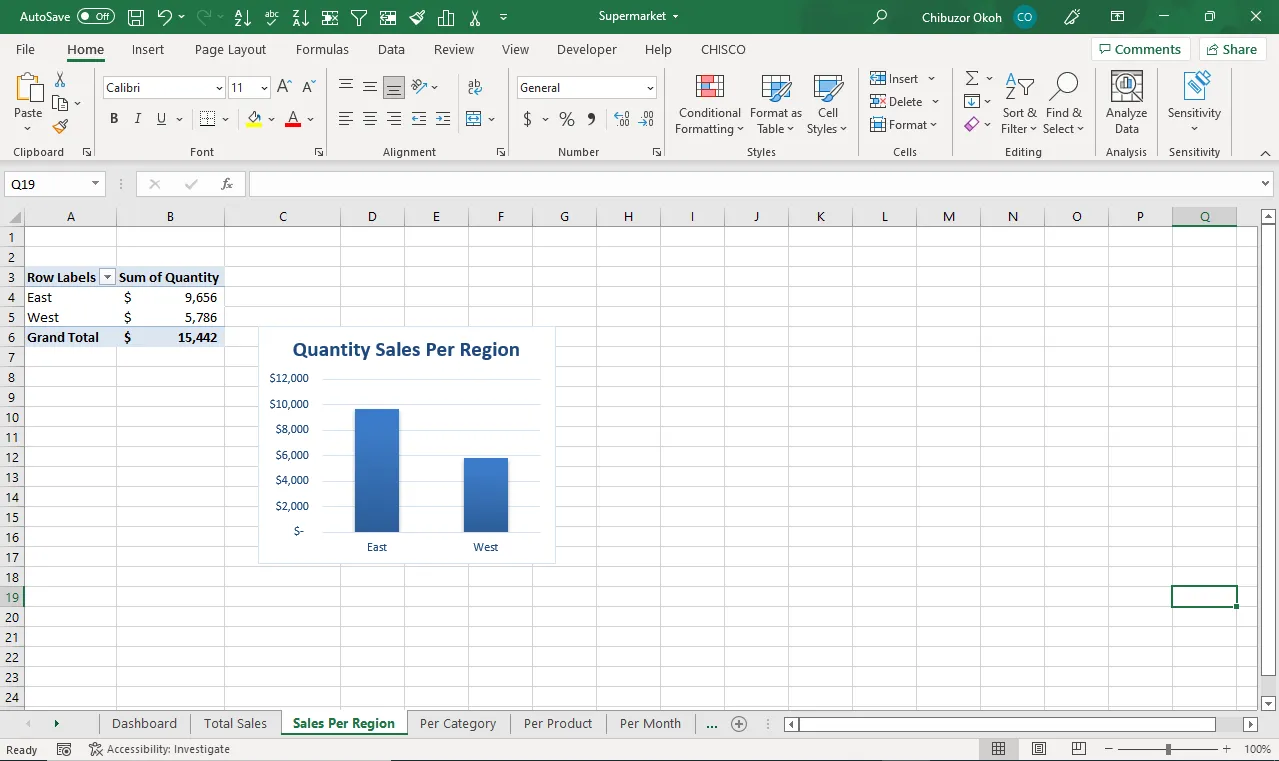 AutoSave Off Supermarket Chibuzor Okoh CO
File Home Insert Page Layout Formulas Data Review View Developer Help CHISCO Comments Share
Paste
Calibri 11
B I U A
General
$ % 9
Conditional Formatting
Format as Table
Cell Styles
Insert
Delete
Format
Sort & Filter
Find & Select
Analyze Data
Sensitivity
Clipboard Font Alignment Number Styles Cells Editing Analysis Sensitivity
Q19 fx
A B C D E F G H I J K L M N O P Q
1
2
3 Row Labels Sum of Quantity
4 East $ 9,656
5 West $ 5,786
6 Grand Total $ 15,442
7
8
9
10
11
12
13
14
15
16
17
18
19
20
21
22
23
24
Quantity Sales Per Region
$12,000
$10,000
$8,000
$6,000
$4,000
$2,000
$-
East West
Dashboard Total Sales Sales Per Region Per Category Per Product Per Month ...
Ready Accessibility: Investigate 100%